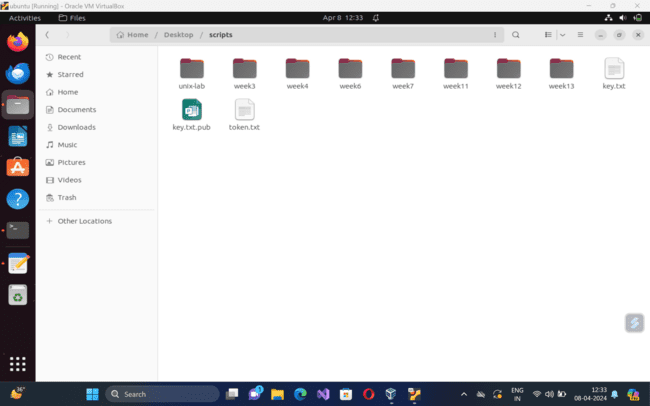 ubuntu [Running] - Oracle VM VirtualBox
Activities Files Apr 8 12:33
Home / Desktop / scripts
Recent
Starred
Home
Documents
Downloads
Music
Pictures
Videos
Trash
+ Other Locations
unix-lab week3 week4 week6 week7 week11 week12 week13 key.txt
key.txt.pub token.txt
36°
Search
ENG
IN
12:33
08-04-2024